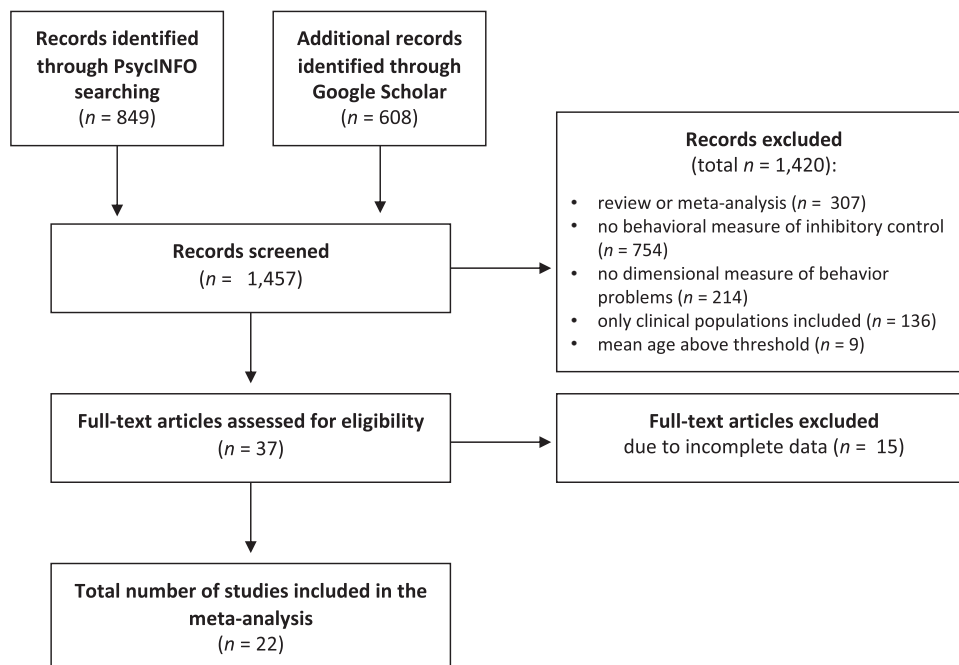 Records identified
through PsycINFO
searching
(n = 849)
Additional records
identified through
Google Scholar
(n = 608)
Records screened
(n = 1,457)
Records excluded
(total n = 1,420):
• review or meta-analysis (n = 307)
• no behavioral measure of inhibitory control
(n = 754)
• no dimensional measure of behavior
problems (n = 214)
• only clinical populations included (n = 136)
• mean age above threshold (n = 9)
Full-text articles assessed for eligibility
(n = 37)
Full-text articles excluded
due to incomplete data (n = 15)
Total number of studies included in the
meta-analysis
(n = 22)